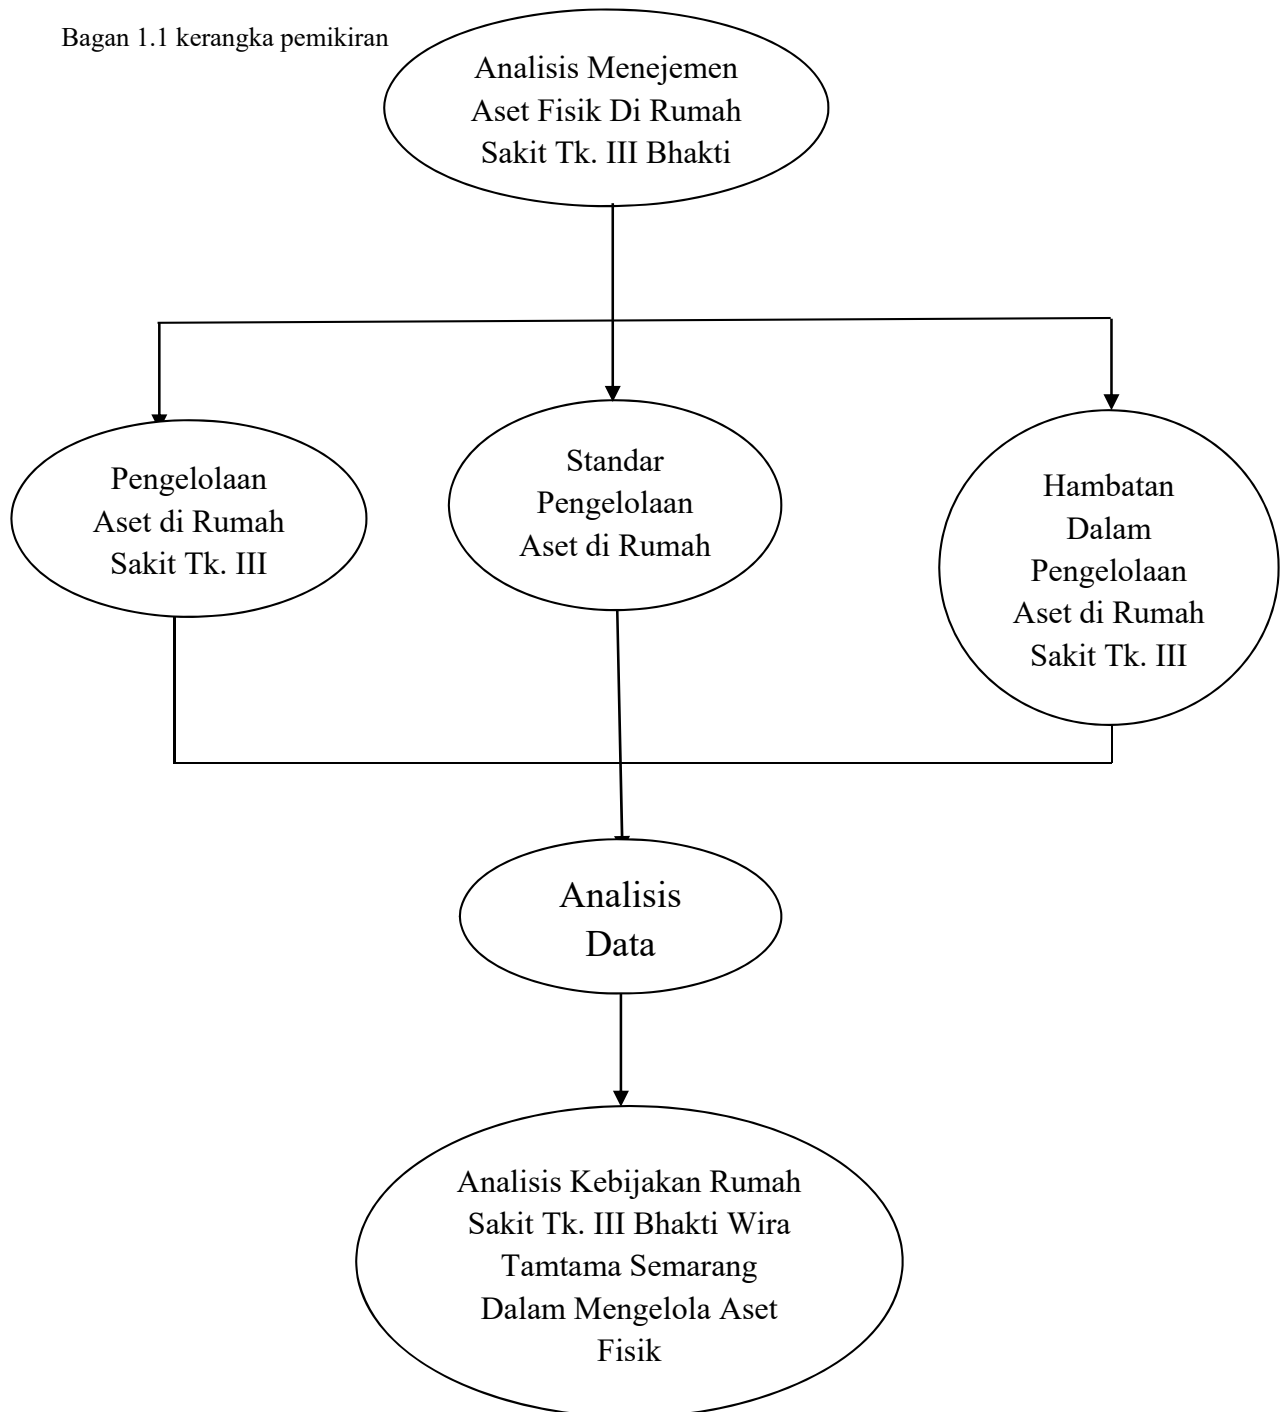 Bagan 1.1 kerangka pemikiran
Analisis Menejemen
Aset Fisik Di Rumah
Sakit Tk. III Bhakti
Pengelolaan
Aset di Rumah
Sakit Tk. III
Standar
Pengelolaan
Aset di Rumah
Hambatan
Dalam
Pengelolaan
Aset di Rumah
Sakit Tk. III
Analisis
Data
Analisis Kebijakan Rumah
Sakit Tk. III Bhakti Wira
Tamtama Semarang
Dalam Mengelola Aset
Fisik